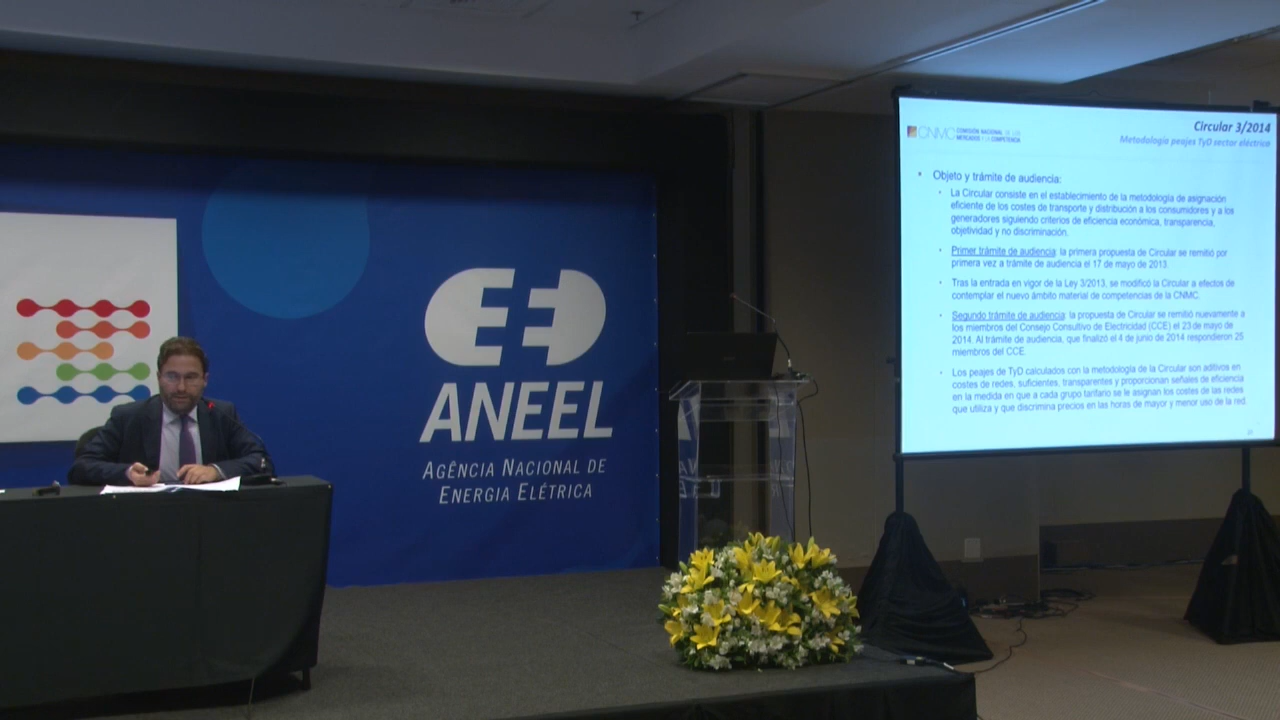 ANEEL
AGÊNCIA NACIONAL DE
ENERGIA ELÉTRICA
CNMC COMISIÓN NACIONAL DE LOS
MERCADOS Y LA COMPETENCIA
Circular 3/2014
Metodología peajes TyD sector eléctrico
• Objeto y trámite de audiencia:
• La Circular consiste en el establecimiento de la metodología de asignación
eficiente de los costes de transporte y distribución a los consumidores y a los
generadores siguiendo criterios de eficiencia económica, transparencia,
objetividad y no discriminación.
• Primer trámite de audiencia: la primera propuesta de Circular se remitió por
primera vez a trámite de audiencia el 17 de mayo de 2013.
• Tras la entrada en vigor de la Ley 3/2013, se modificó la Circular a efectos de
contemplar el nuevo ámbito material de competencias de la CNMC.
• Segundo trámite de audiencia: la propuesta de Circular se remitió nuevamente a
los miembros del Consejo Consultivo de Electricidad (CCE) el 23 de mayo de
2014. Al trámite de audiencia, que finalizó el 4 de junio de 2014 respondieron 25
miembros del CCE.
• Los peajes de TyD calculados con la metodología de la Circular son aditivos en
costes de redes, suficientes, transparentes y proporcionan señales de eficiencia
en la medida en que a cada grupo tarifario se le asignan los costes de las redes
que utiliza y que discrimina precios en las horas de mayor y menor uso de la red.